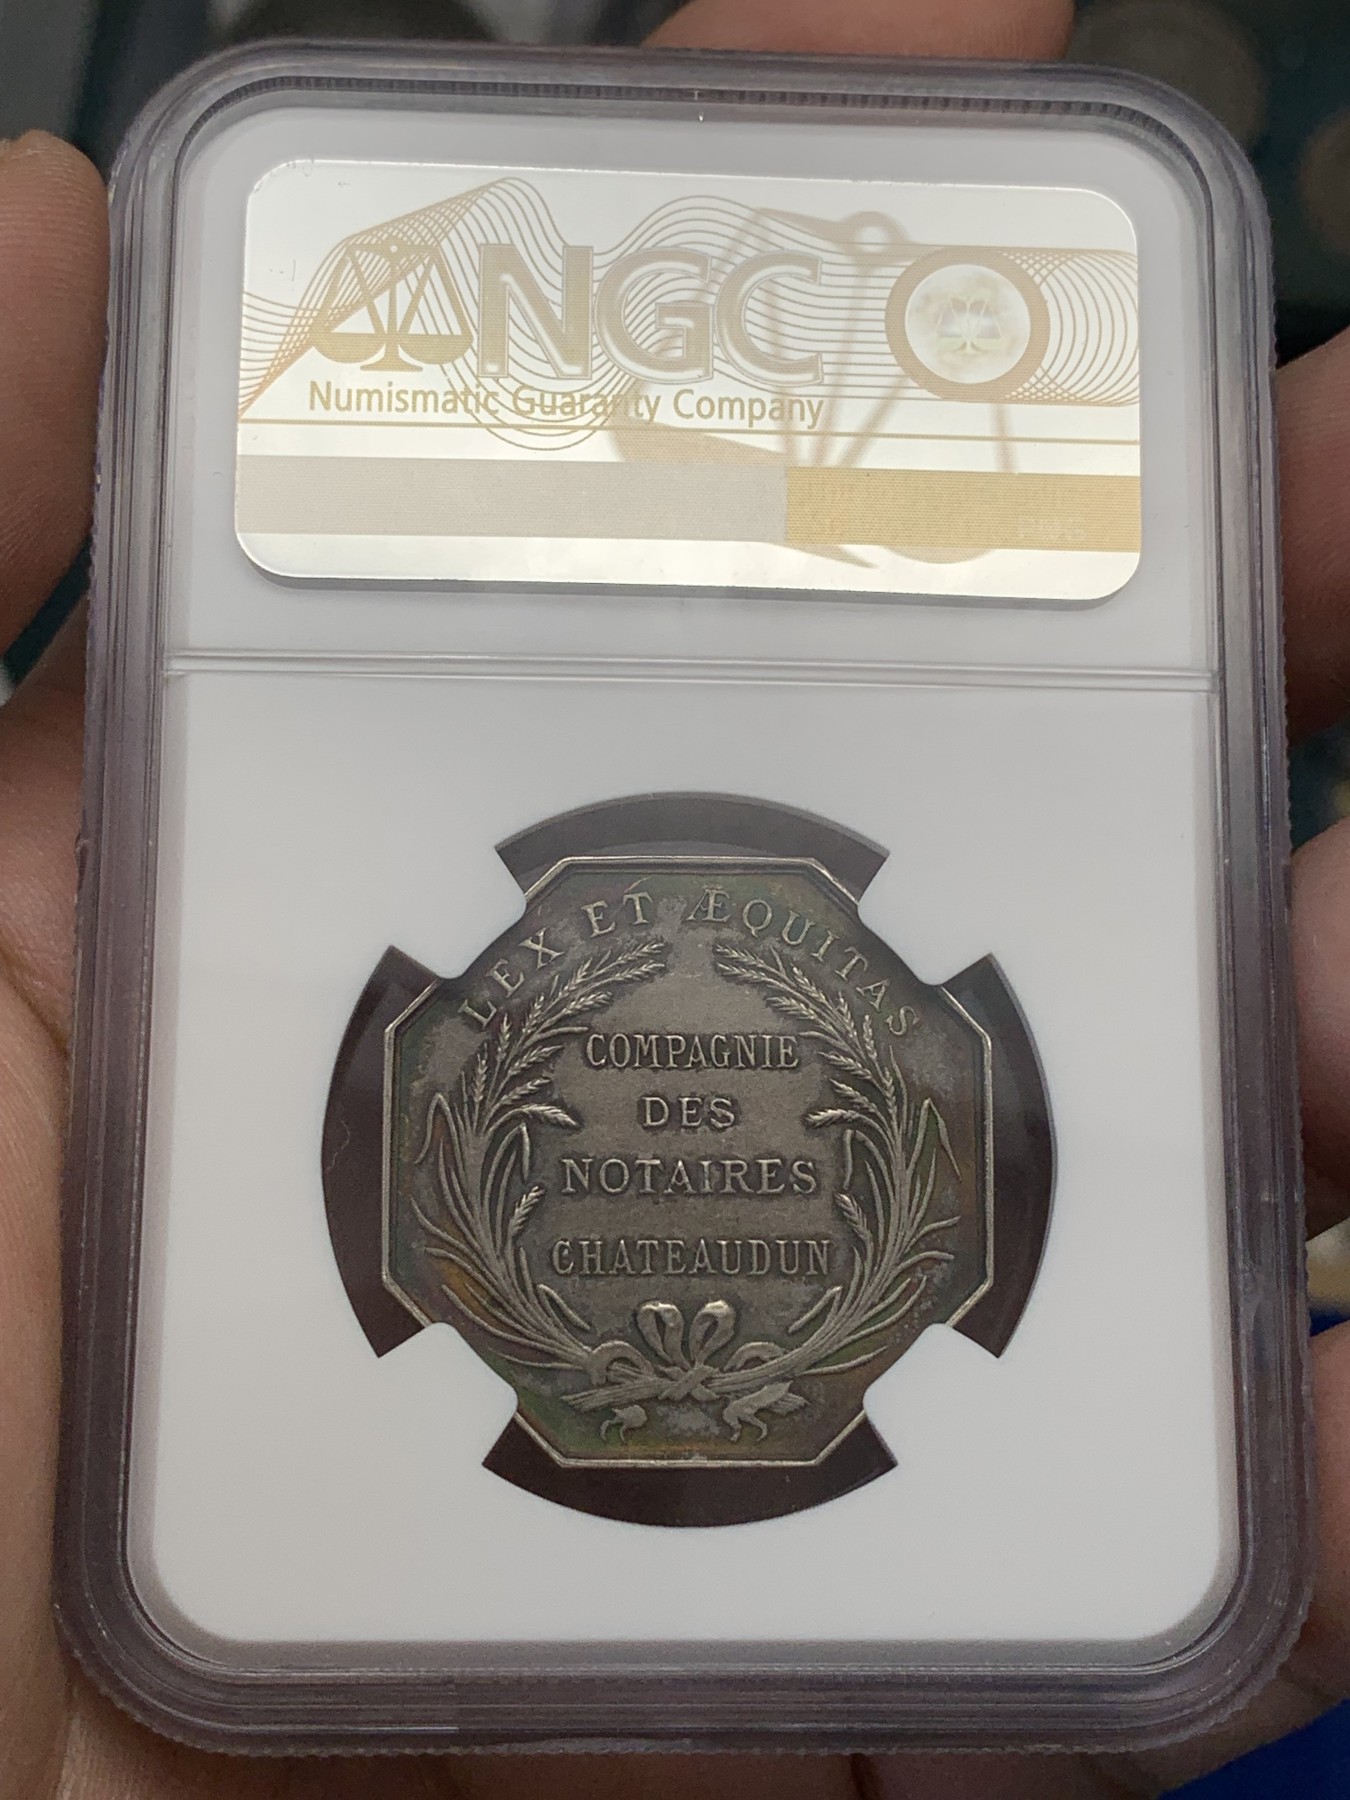 NGC
Numismatic Guaranty Company
LEX ET ÆQUITAS
COMPAGNIE
DES
NOTAIRES
CHATEAUDUN